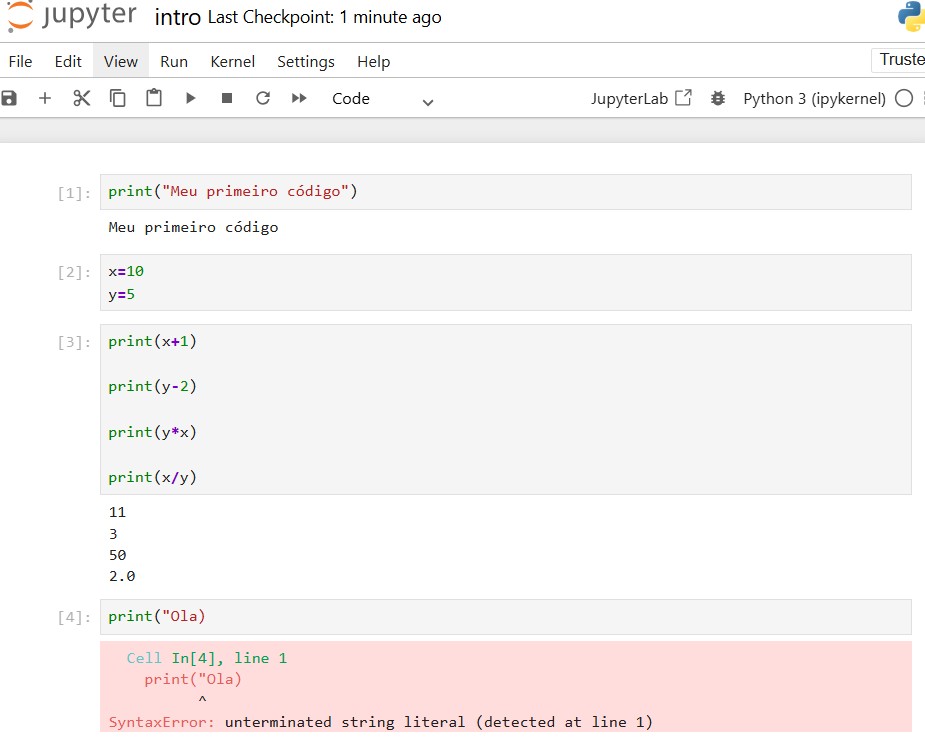 jupyter intro Last Checkpoint: 1 minute ago
File Edit View Run Kernel Settings Help Truste
Code JupyterLab Python 3 (ipykernel)
[1]: print("Meu primeiro código")
Meu primeiro código
[2]: x=10
y=5
[3]: print(x+1)
print(y-2)
print(y*x)
print(x/y)
11
3
50
2.0
[4]: print("Ola)
Cell In[4], line 1
print("Ola)
^
SyntaxError: unterminated string literal (detected at line 1)